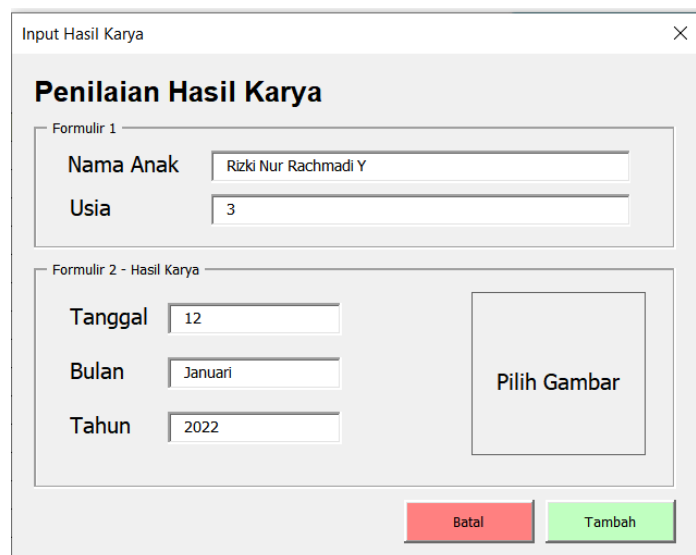 Input Hasil Karya
Penilaian Hasil Karya
Formulir 1
Nama Anak Rizki Nur Rachmadi Y
Usia 3
Formulir 2 - Hasil Karya
Tanggal 12
Bulan Januari
Tahun 2022
Pilih Gambar
Batal Tambah